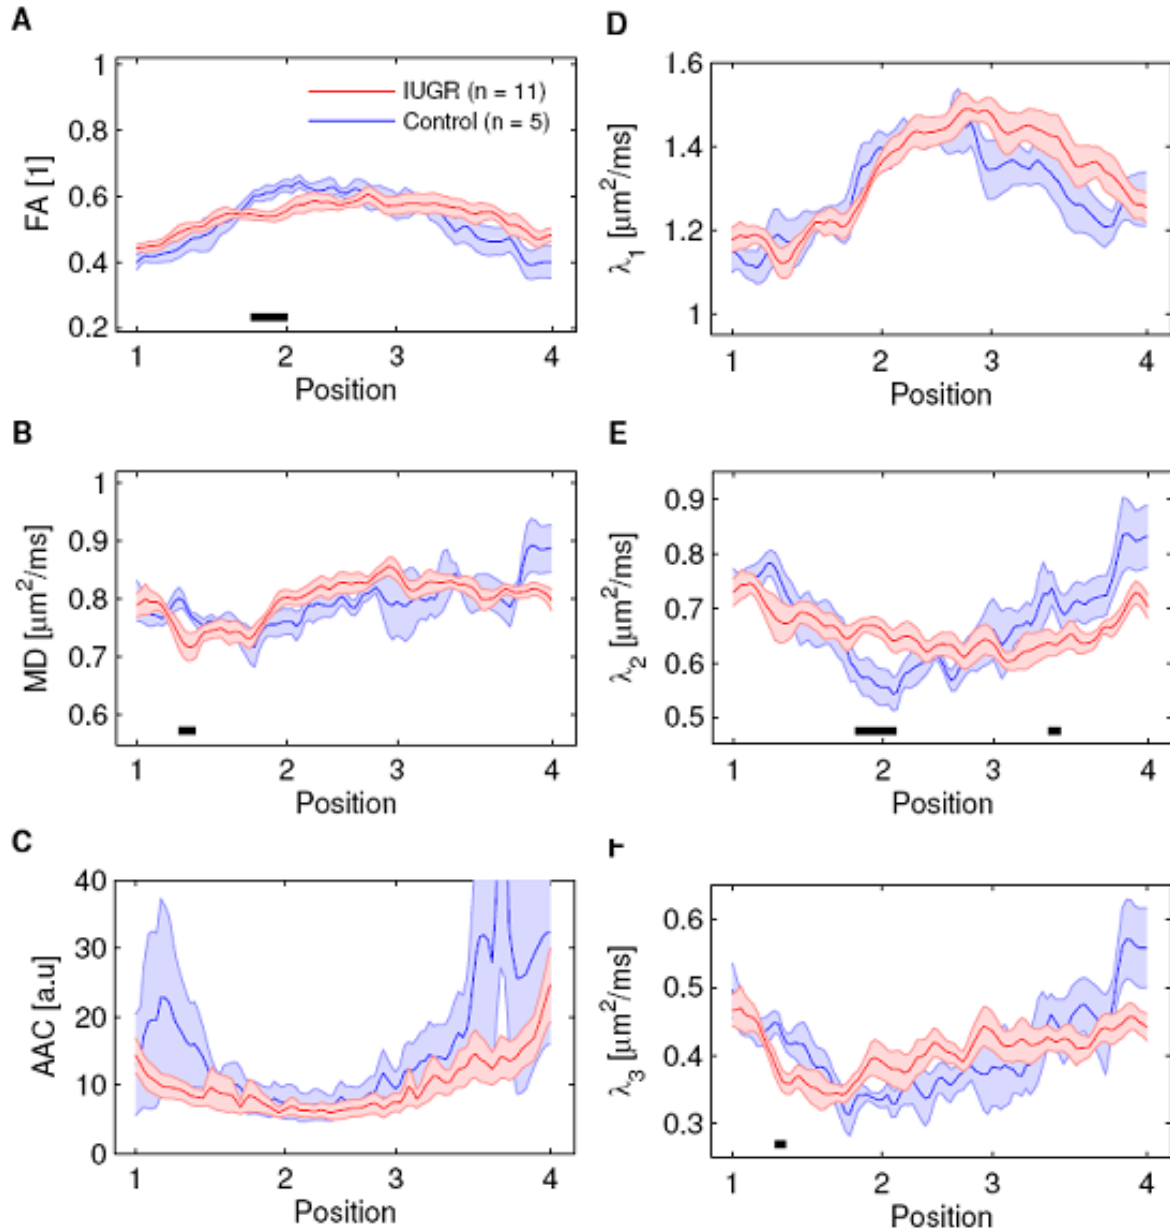 A
FA [1]
1
0.8
0.6
0.4
0.2
IUGR (n = 11)
Control (n = 5)
1 2 3 4
Position
D
λ1 [μm²/ms]
1.6
1.4
1.2
1
1 2 3 4
Position
B
MD [μm²/ms]
1
0.9
0.8
0.7
0.6
1 2 3 4
Position
E
λ2 [μm²/ms]
0.9
0.8
0.7
0.6
0.5
1 2 3 4
Position
C
AAC [a.u]
40
30
20
10
0
1 2 3 4
Position
F
λ3 [μm²/ms]
0.6
0.5
0.4
0.3
1 2 3 4
Position